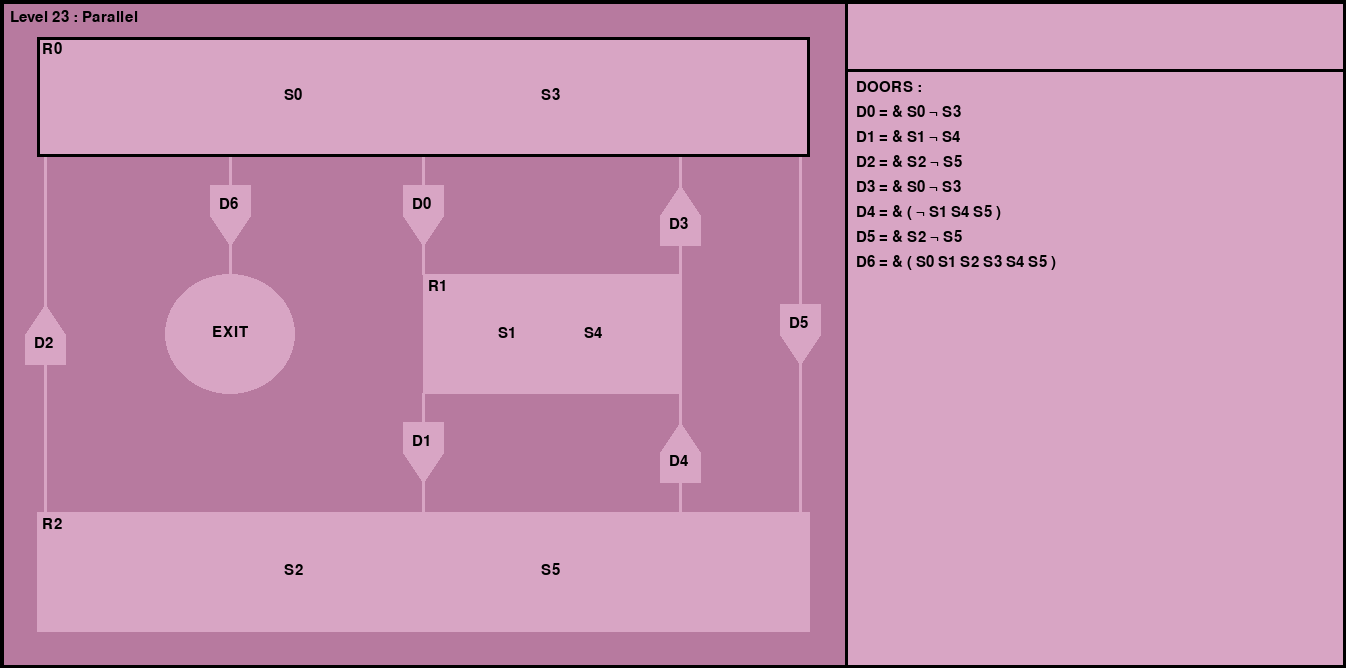 Level 23 : Parallel
R0
S0 S3
D6 D0 D3
R1
EXIT S1 S4
D2 D5
D1 D4
R2
S2 S5
DOORS :
D0 = & S0 ¬ S3
D1 = & S1 ¬ S4
D2 = & S2 ¬ S5
D3 = & S0 ¬ S3
D4 = & ( ¬ S1 S4 S5 )
D5 = & S2 ¬ S5
D6 = & ( S0 S1 S2 S3 S4 S5 )